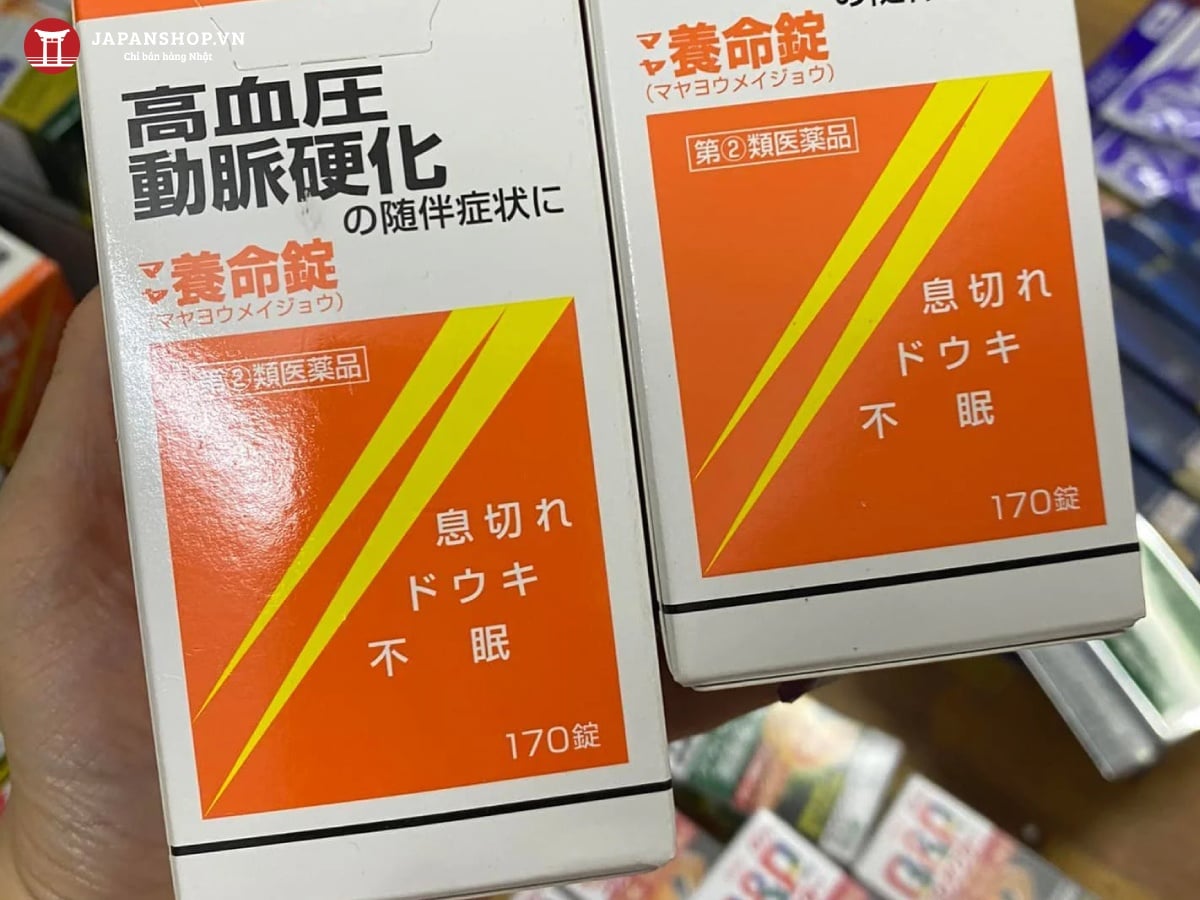 JAPANSHOP.VN
Chỉ bán hàng Nhật
高血圧
動脈硬化
の随伴症状に
マヤ養命錠
(マヤヨウメイジョウ)
第②類医薬品
息切れ
ドウキ
不眠
170錠
マヤ養命錠
(マヤヨウメイジョウ)
第②類医薬品
息切れ
ドウキ
不眠
170錠